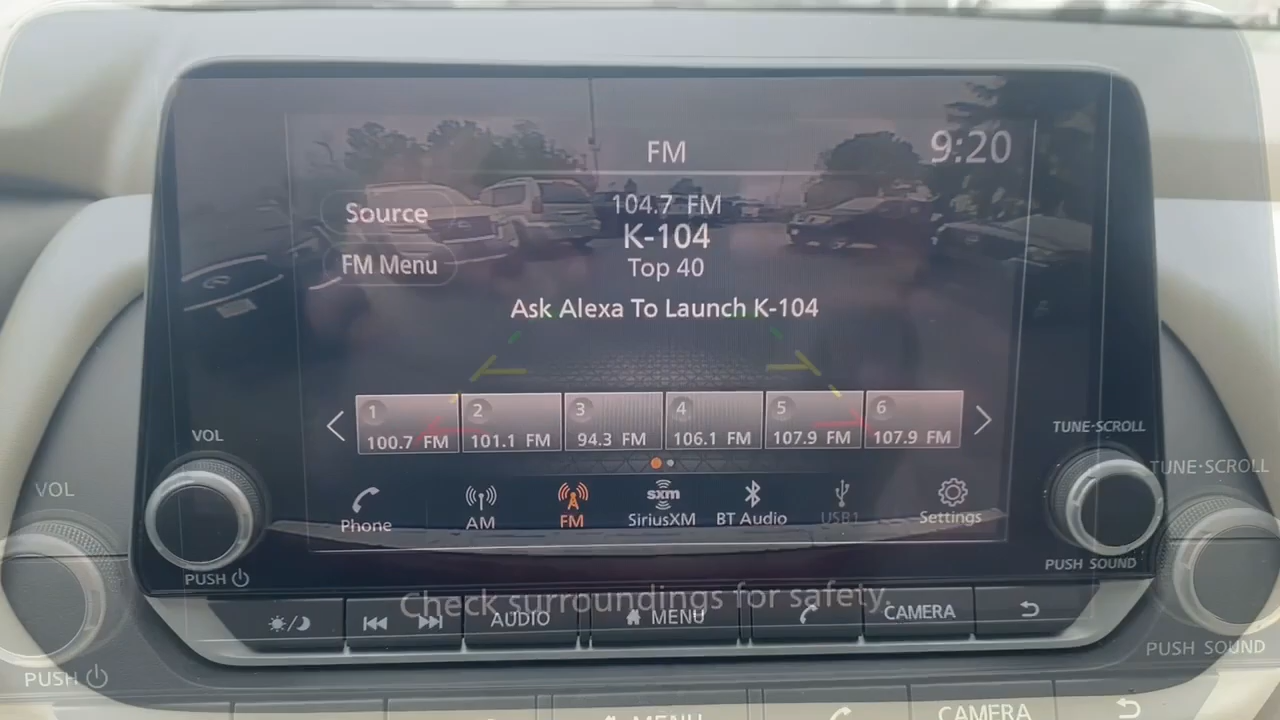 FM
9:20
Source
104.7 FM
K-104
FM Menu
Top 40
Ask Alexa To Launch K-104
1 100.7 FM
2 101.1 FM
3 94.3 FM
4 106.1 FM
5 107.9 FM
6 107.9 FM
VOL
TUNE·SCROLL
VOL
TUNE·SCROLL
Phone
AM
FM
sxm
SiriusXM
BT Audio
USB1
Settings
PUSH
PUSH SOUND
Check surroundings for safety.
AUDIO
MENU
CAMERA
PUSH
PUSH SOUND
MENU
CAMERA